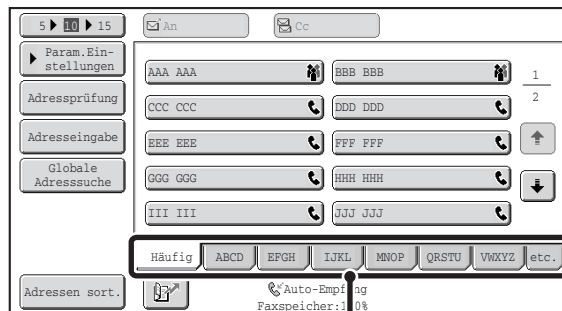 5 10 15
An
Cc
Param.Ein-
stellungen
Adressprüfung
Adresseingabe
Globale
Adresssuche
Adressen sort.
AAA AAA
BBB BBB
CCC CCC
DDD DDD
EEE EEE
FFF FFF
GGG GGG
HHH HHH
III III
JJJ JJJ
1
2
Häufig ABCD EFGH IJKL MNOP QRSTU VWXYZ etc.